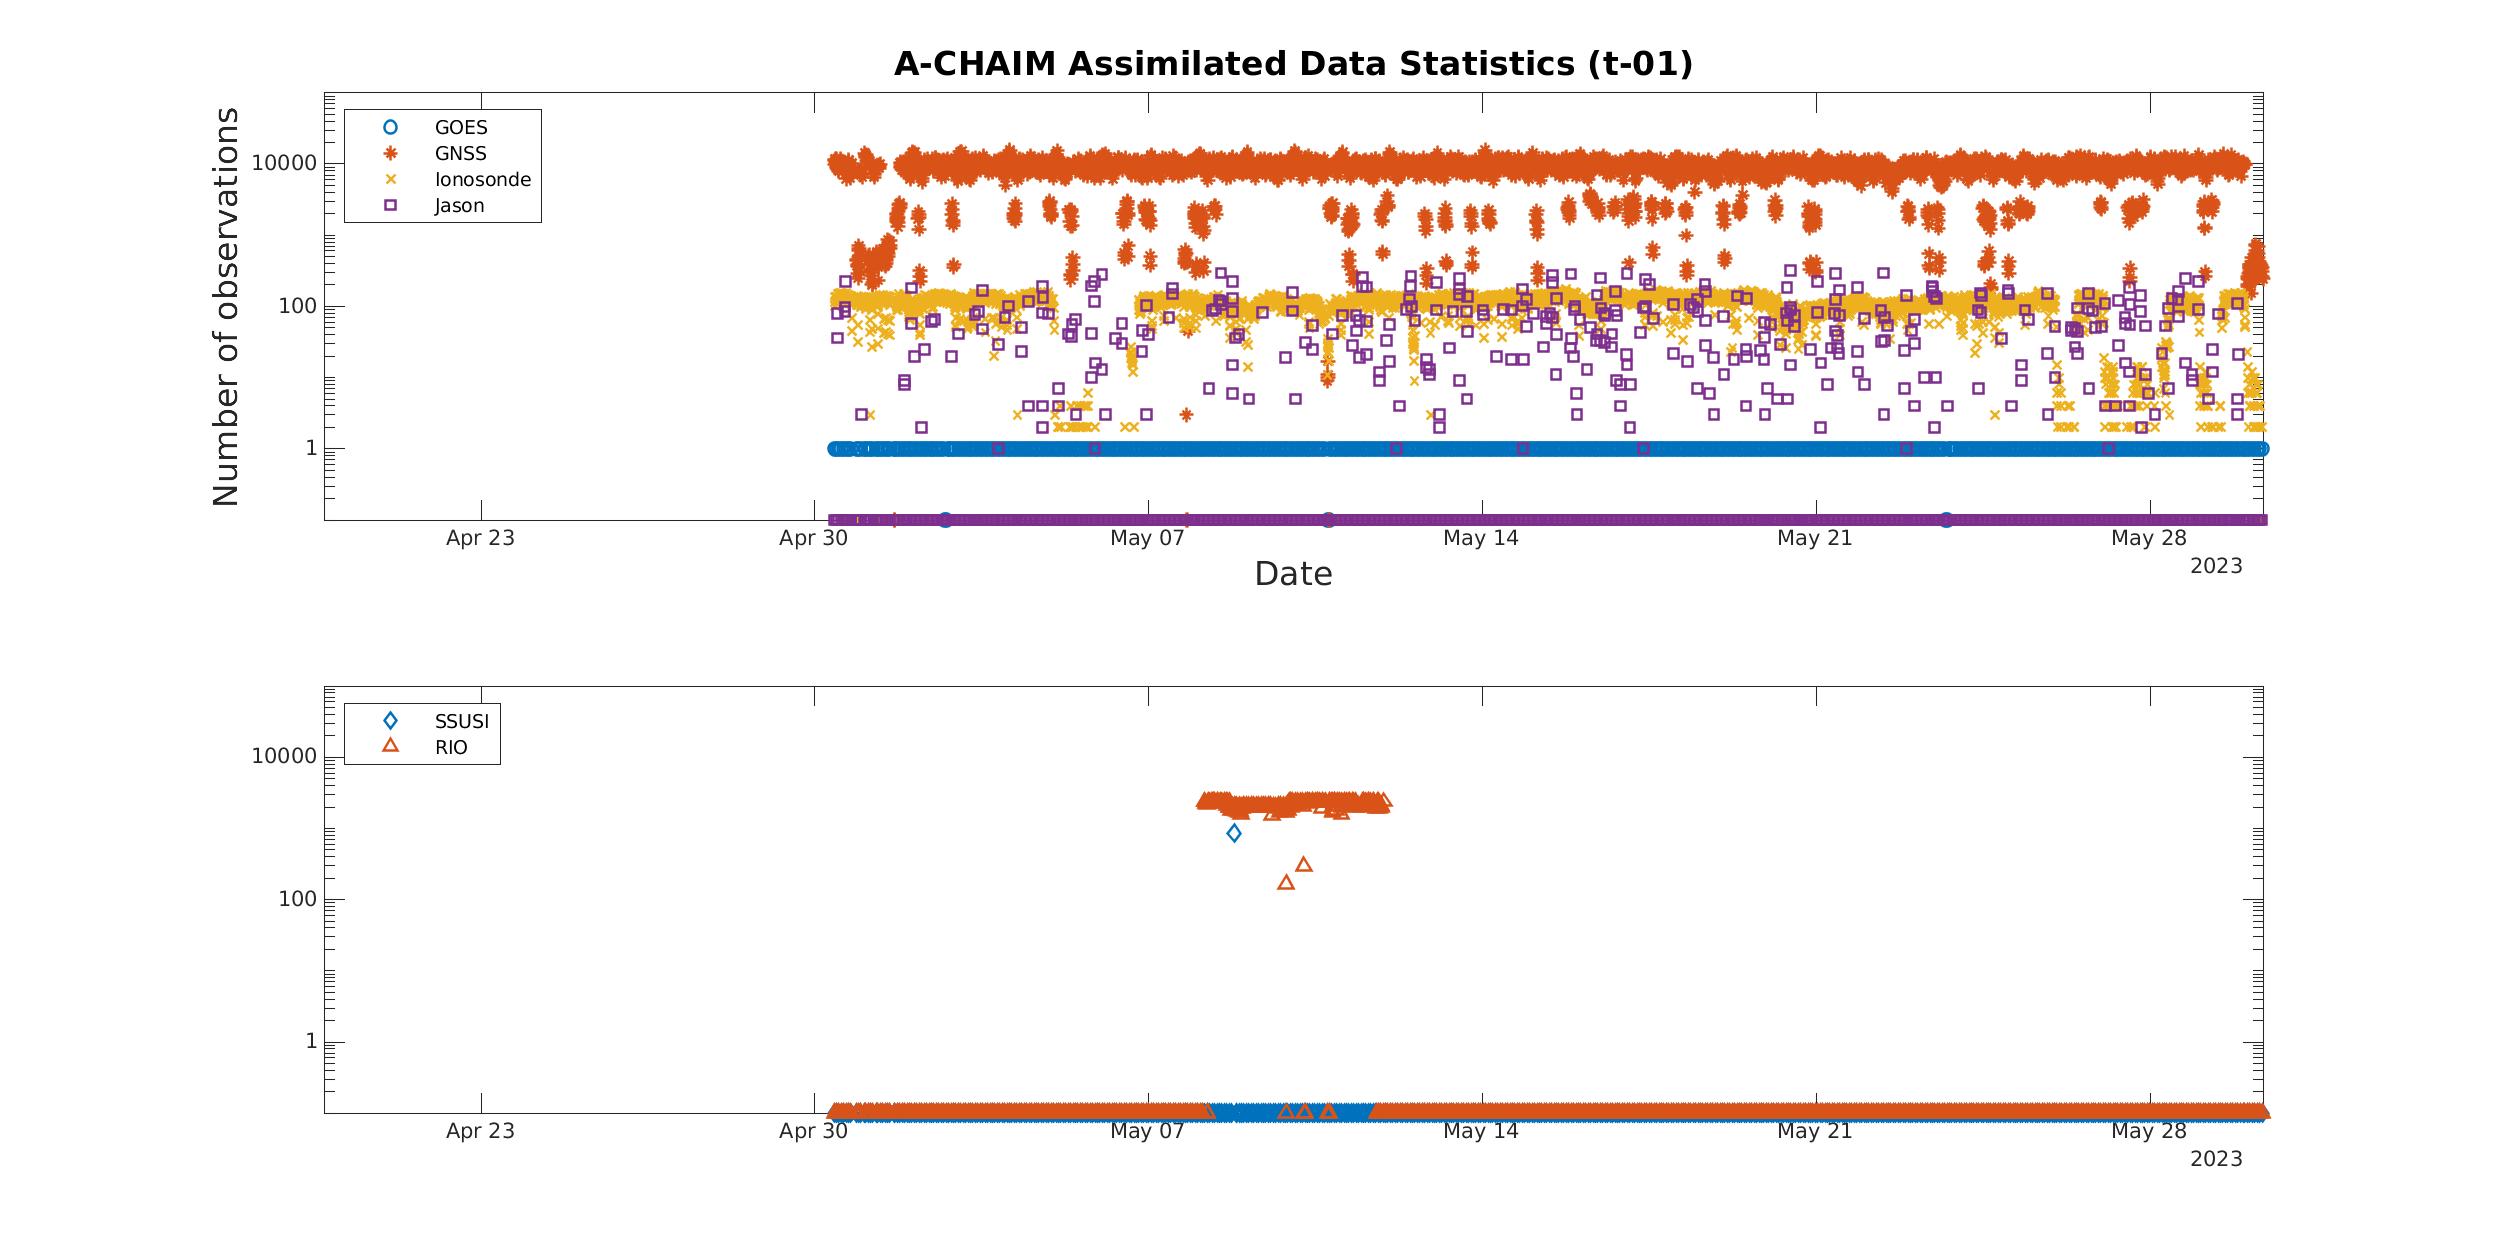 A-CHAIM Assimilated Data Statistics (t-01)
Number of observations
10000
100
1
GOES
GNSS
Ionosonde
Jason
Apr 23
Apr 30
May 07
May 14
May 21
May 28
2023
Date
10000
100
1
SSUSI
RIO
Apr 23
Apr 30
May 07
May 14
May 21
May 28
2023